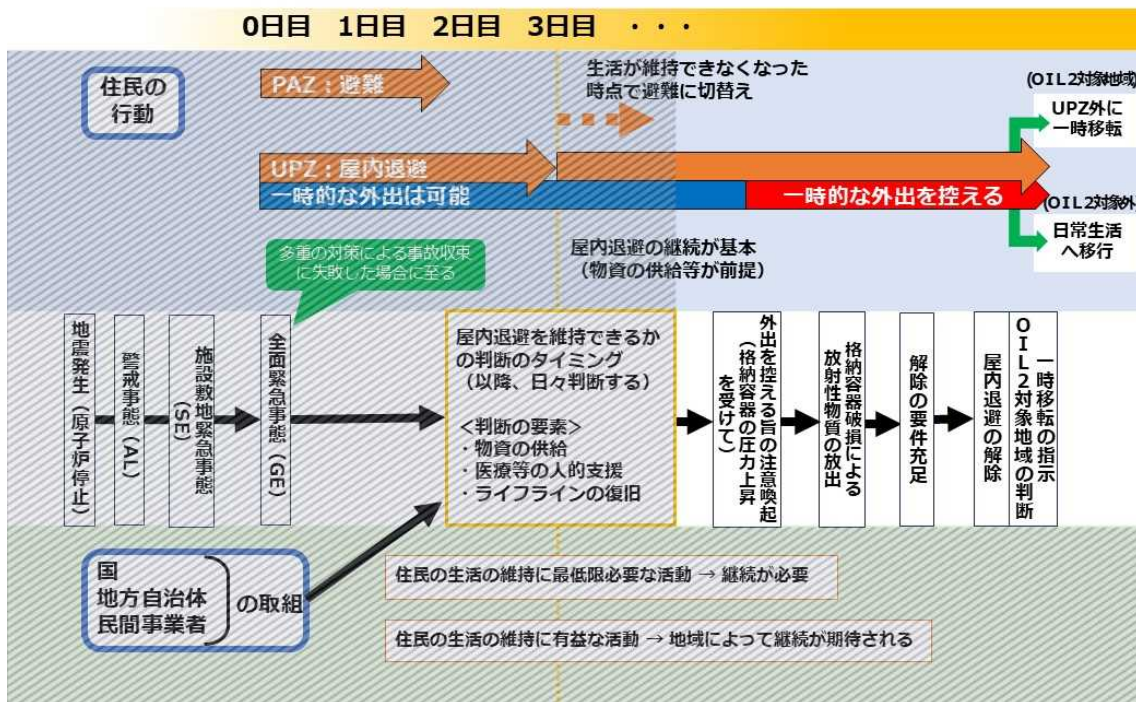 0日目 1日目 2日目 3日目 ・・・
住民の
行動
PAZ：避難
生活が維持できなくなった
時点で避難に切替え
(OIL2対象地域)
UPZ外に
一時移転
UPZ：屋内退避
一時的な外出は可能
一時的な外出を控える
(OIL2対象外
日常生活
へ移行
多重の対策による事故収束
に失敗した場合に至る
屋内退避の継続が基本
（物資の供給等が前提）
地震発生（原子炉停止）
警戒事態（AL）
施設敷地緊急事態
（SE）
全面緊急事態（GE）
屋内退避を維持できるか
の判断のタイミング
（以降、日々判断する）
＜判断の要素＞
・物資の供給
・医療等の人的支援
・ライフラインの復旧
外出を控える旨の注意喚起
（格納容器の圧力上昇
を受けて）
格納容器破損による
放射性物質の放出
解除の要件充足
一時移転の指示
OIL2対象地域の判断
屋内退避の解除
国
地方自治体
民間事業者
の取組
住民の生活の維持に最低限必要な活動 → 継続が必要
住民の生活の維持に有益な活動 → 地域によって継続が期待される